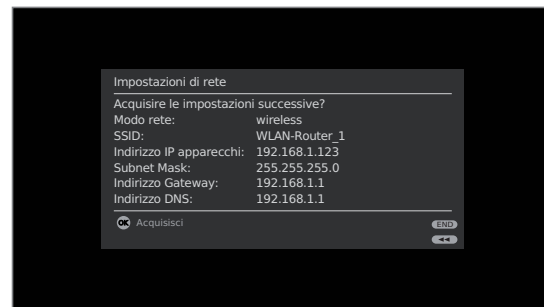 Impostazioni di rete
Acquisire le impostazioni successive?
Modo rete: wireless
SSID: WLAN-Router_1
Indirizzo IP apparecchi: 192.168.1.123
Subnet Mask: 255.255.255.0
Indirizzo Gateway: 192.168.1.1
Indirizzo DNS: 192.168.1.1
OK Acquisisci
END